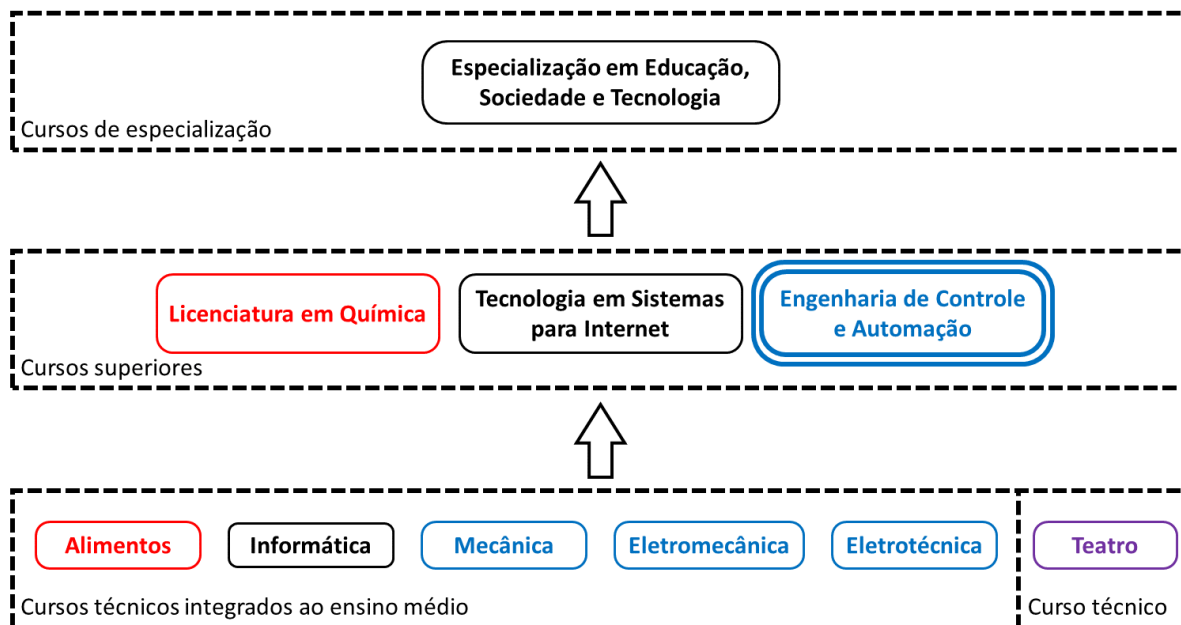 Especialização em Educação,
Sociedade e Tecnologia
Cursos de especialização
Licenciatura em Química
Tecnologia em Sistemas
para Internet
Engenharia de Controle
e Automação
Cursos superiores
Alimentos
Informática
Mecânica
Eletromecânica
Eletrotécnica
Teatro
Cursos técnicos integrados ao ensino médio
Curso técnico